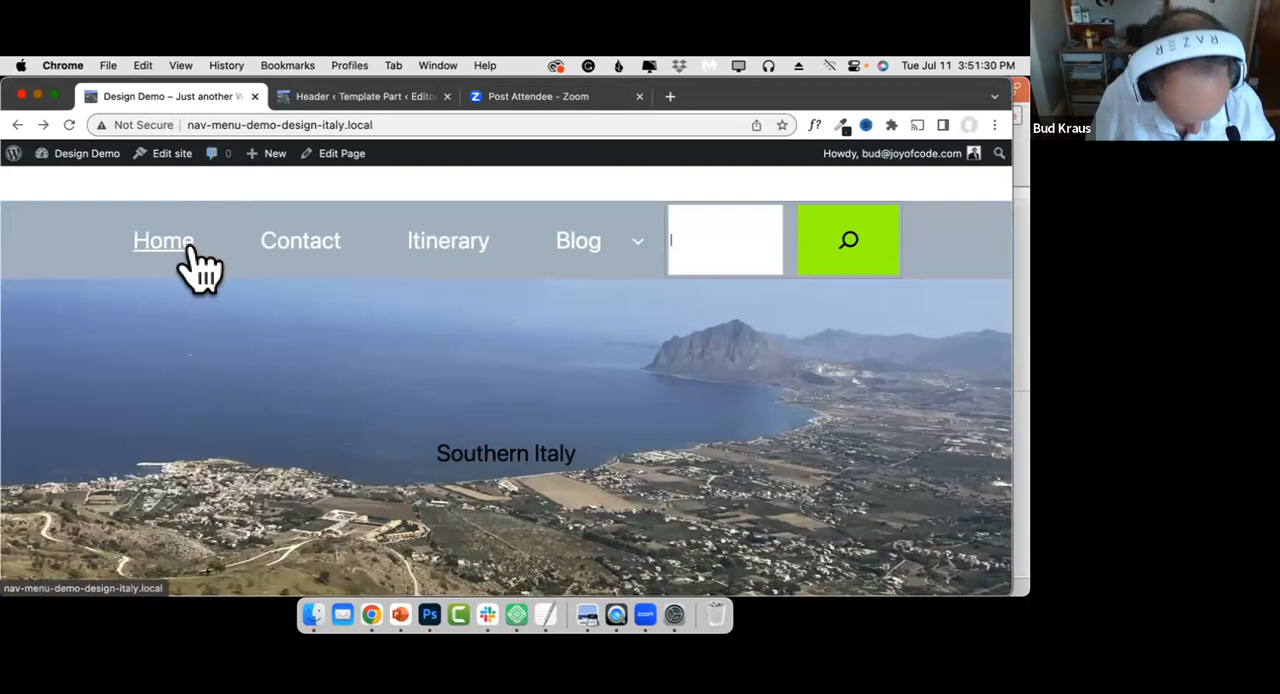 Chrome File Edit View History Bookmarks Profiles Tab Window Help Tue Jul 11 3:51:30 PM
Design Demo – Just another W Header ‹ Template Part ‹ Edito Post Attendee - Zoom
Not Secure nav-menu-demo-design-italy.local f?
Design Demo Edit site 0 New Edit Page Howdy, bud@joyofcode.com
Home Contact Itinerary Blog
Southern Italy
nav-menu-demo-design-italy.local
Ps zoom
RAZER
Bud Kraus